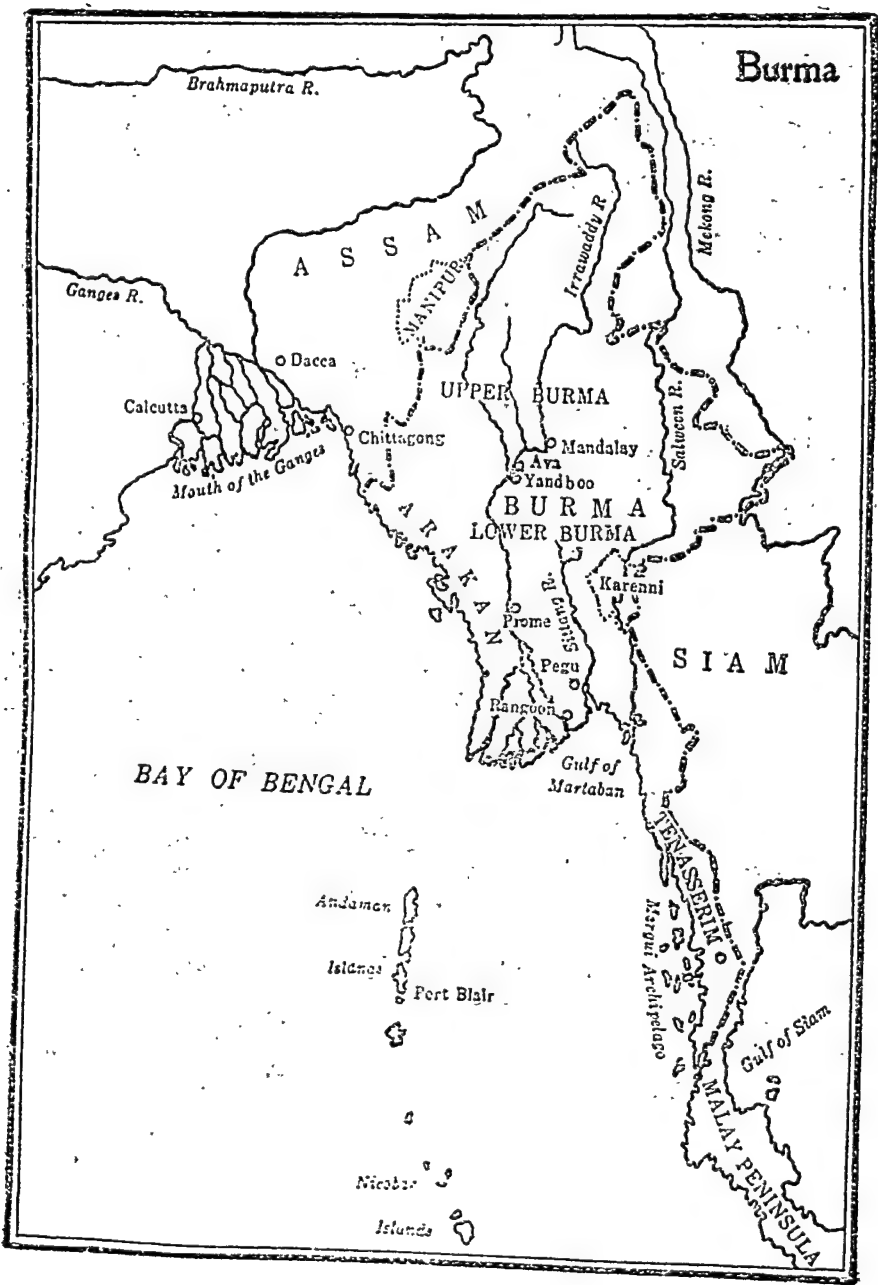 Burma
Brahmaputra R.
Mekong R.
ASSAM
Irrawaddy R
MANIPUR
Ganges R.
Dacca
UPPER BURMA
Salween R.
Calcutta
Chittagong
Mandalay
Ava
Yandboo
Mouth of the Ganges
BURMA
LOWER BURMA
ARAKAN
Karenni
Prome
Sittang R.
SIAM
Pegu
Rangoon
Gulf of
Martaban
BAY OF BENGAL
TENASSERIM
Andaman
Islands
Port Blair
Mergui Archipelago
Gulf of Siam
MALAY PENINSULA
Nicobar
Islands